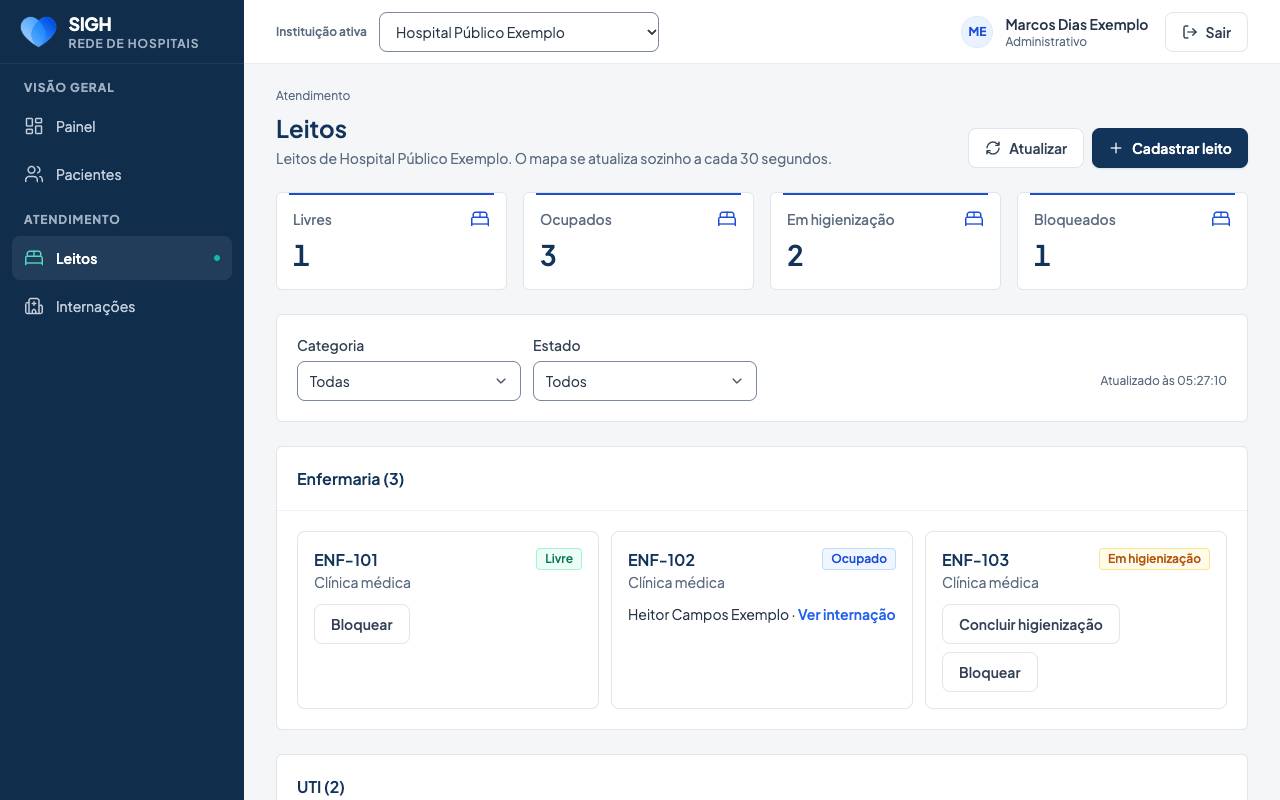 SIGH
REDE DE HOSPITAIS
VISÃO GERAL
Painel
Pacientes
ATENDIMENTO
Leitos
Internações
Instituição ativa
Hospital Público Exemplo
ME
Marcos Dias Exemplo
Administrativo
Sair
Atendimento
Leitos
Leitos de Hospital Público Exemplo. O mapa se atualiza sozinho a cada 30 segundos.
Atualizar
Cadastrar leito
Livres
1
Ocupados
3
Em higienização
2
Bloqueados
1
Categoria
Todas
Estado
Todos
Atualizado às 05:27:10
Enfermaria (3)
ENF-101
Livre
Clínica médica
Bloquear
ENF-102
Ocupado
Clínica médica
Heitor Campos Exemplo · Ver internação
ENF-103
Em higienização
Clínica médica
Concluir higienização
Bloquear
UTI (2)